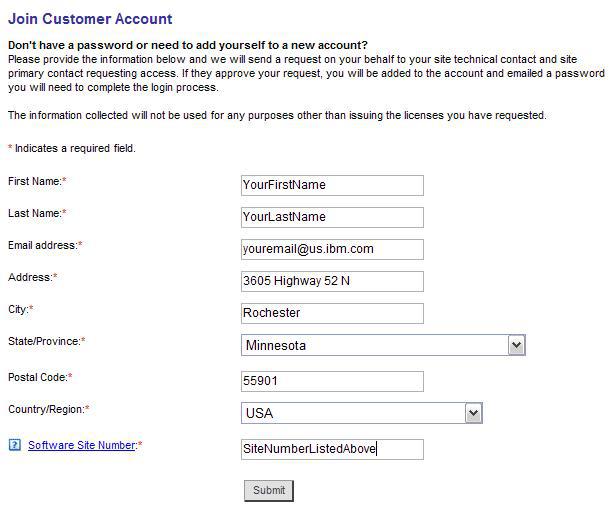 Join Customer Account
Don't have a password or need to add yourself to a new account?
Please provide the information below and we will send a request on your behalf to your site technical contact and site
primary contact requesting access. If they approve your request, you will be added to the account and emailed a password
you will need to complete the login process.
The information collected will not be used for any purposes other than issuing the licenses you have requested.
* Indicates a required field.
First Name:* YourFirstName
Last Name:* YourLastName
Email address:* youremail@us.ibm.com
Address:* 3605 Highway 52 N
City:* Rochester
State/Province:* Minnesota
Postal Code:* 55901
Country/Region:* USA
? Software Site Number:* SiteNumberListedAbove
Submit